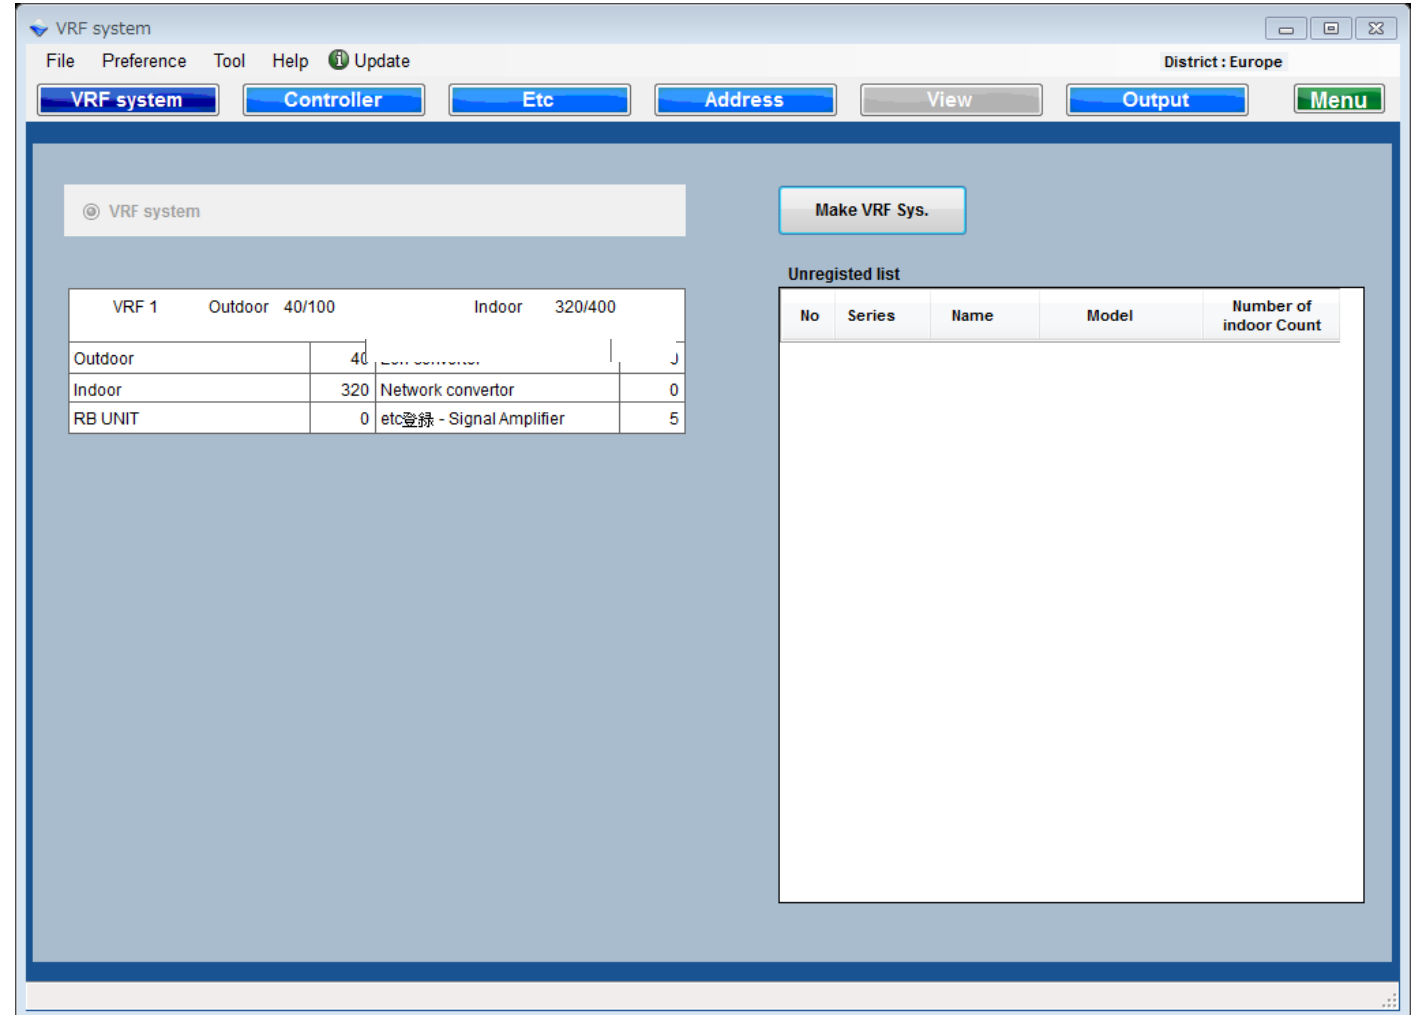 VRF system
File Preference Tool Help Update District : Europe
VRF system Controller Etc Address View Output Menu
VRF system
Make VRF Sys.
Unregisted list
VRF 1 Outdoor 40/100 Indoor 320/400
Outdoor 40
Indoor 320 Network convertor 0
RB UNIT 0 etc登録 - Signal Amplifier 5
No Series Name Model Number of indoor Count